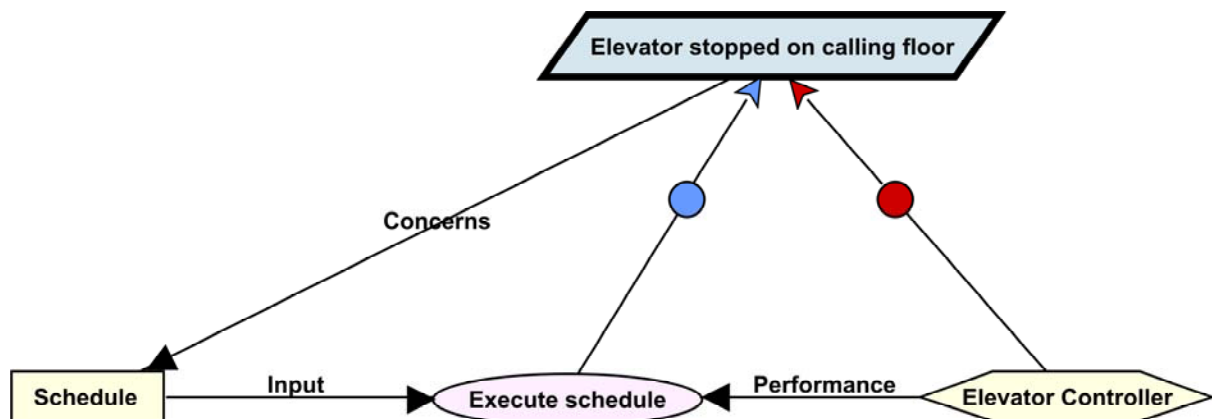 Elevator stopped on calling floor
Concerns
Schedule
Input
Execute schedule
Performance
Elevator Controller